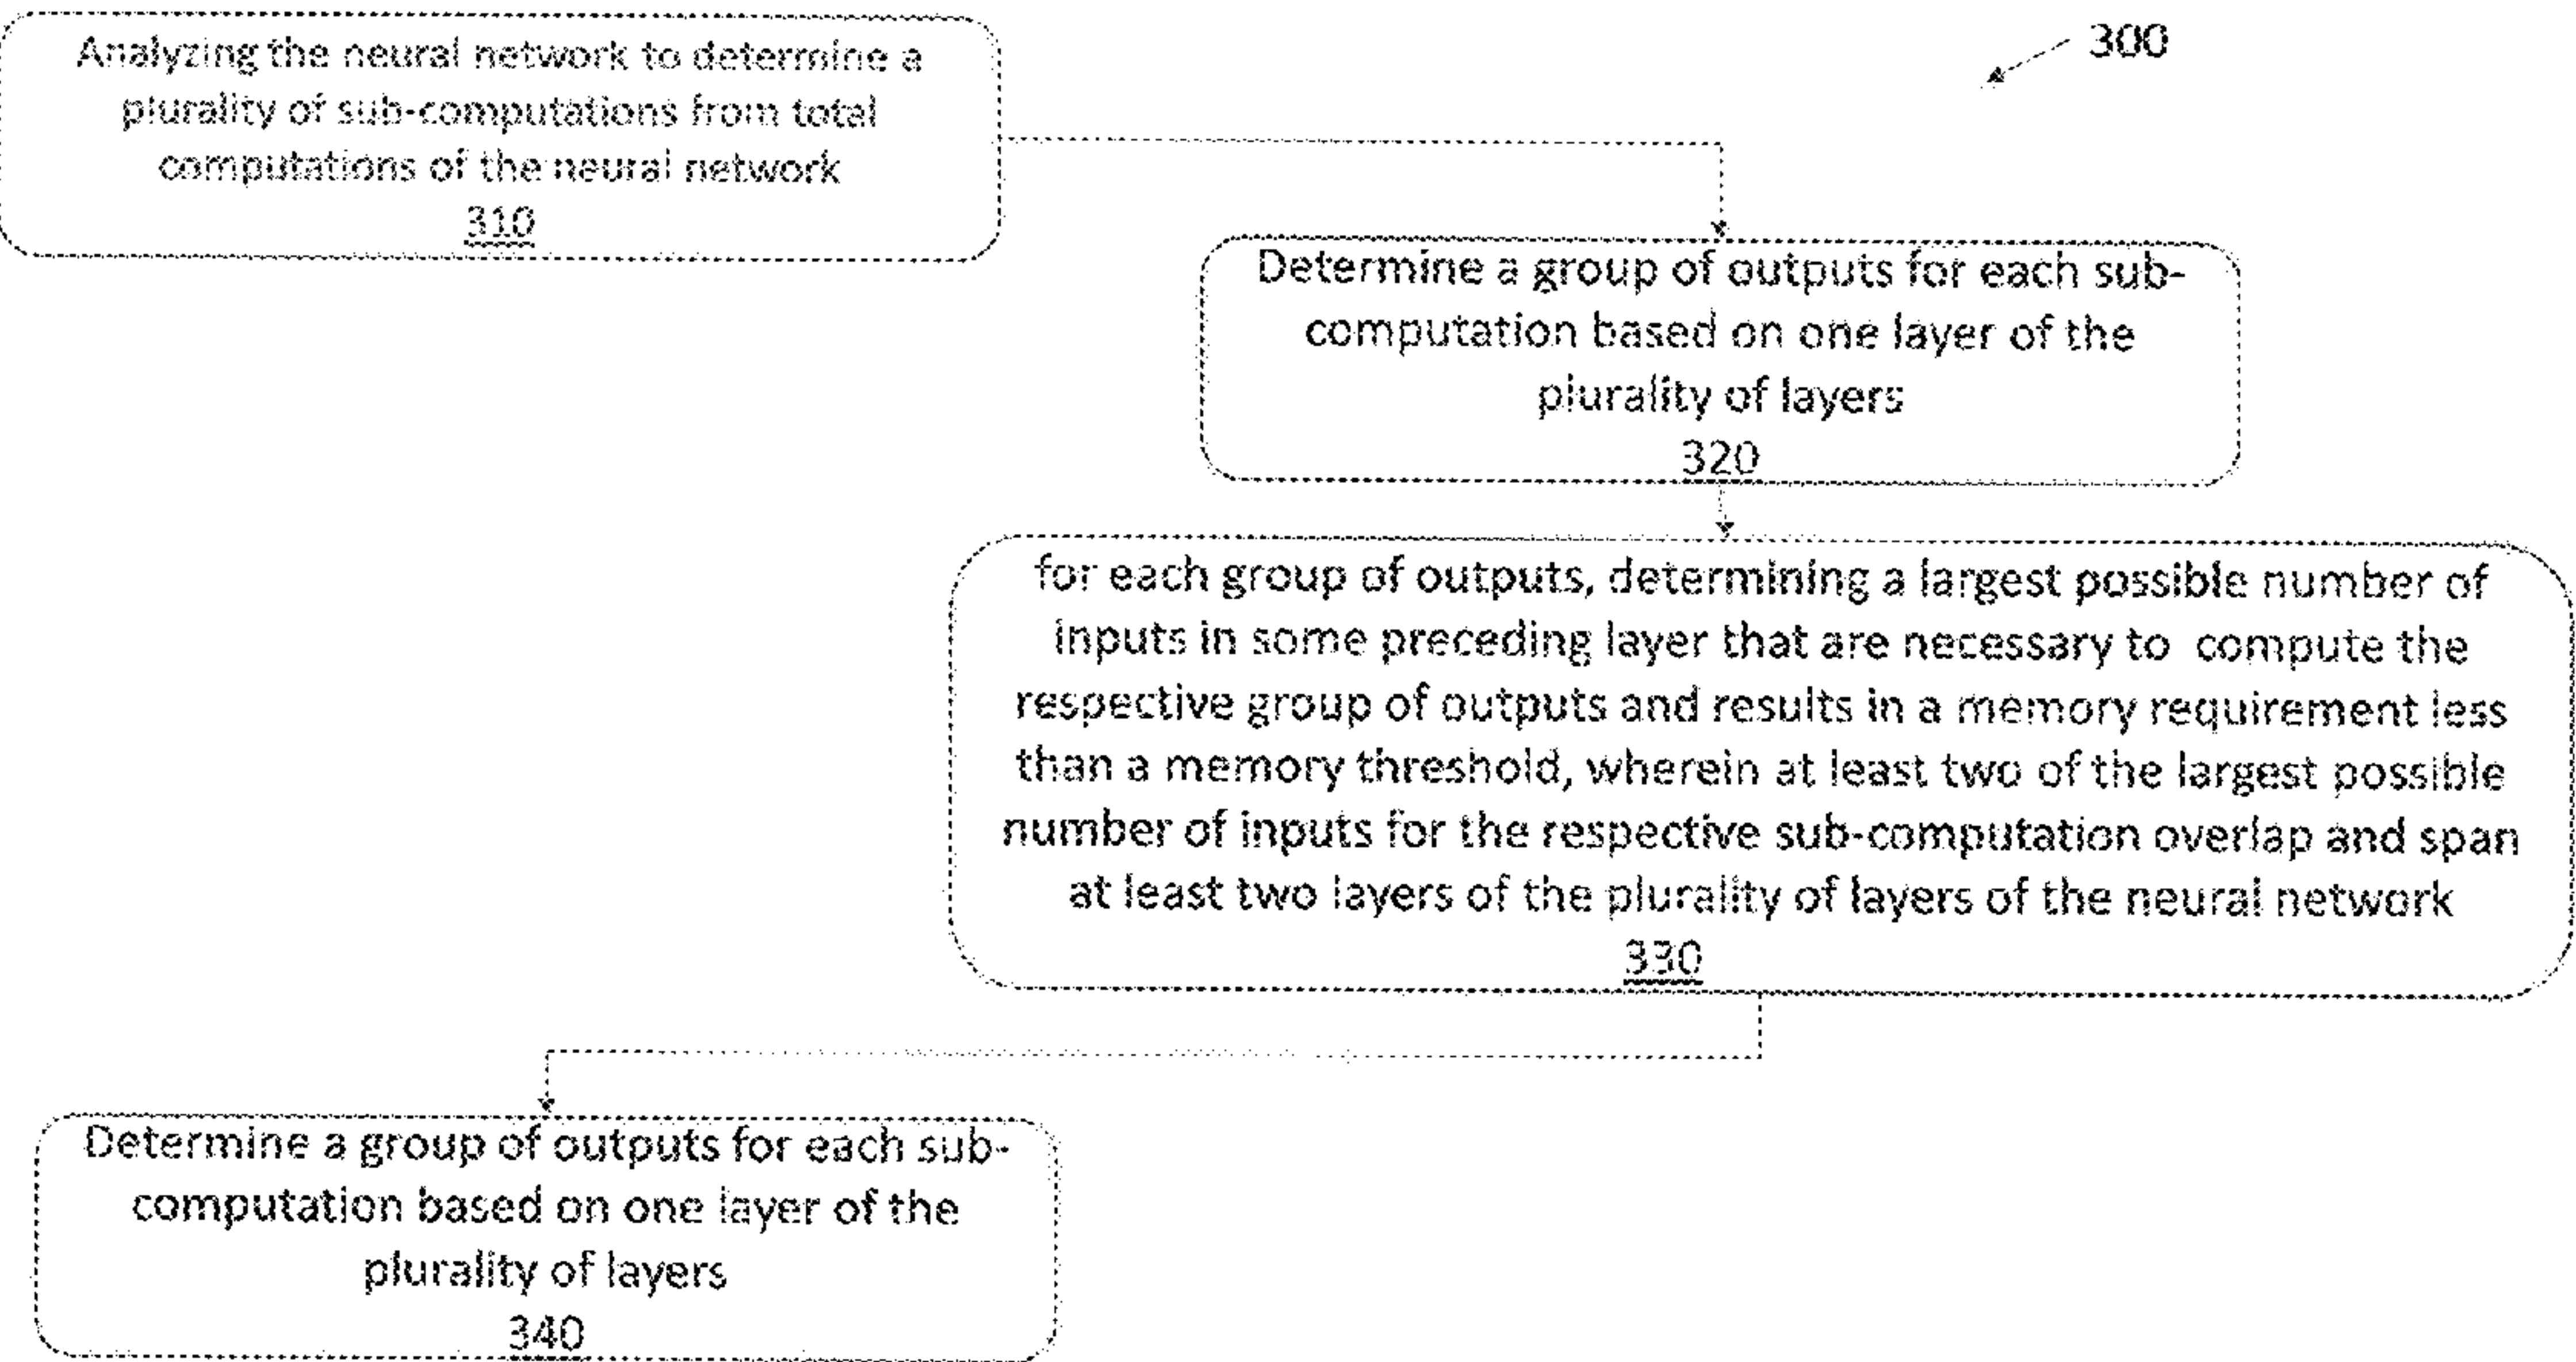 300
Analyzing the neural network to determine a
plurality of sub-computations from total
computations of the neural network
310
Determine a group of outputs for each sub-
computation based on one layer of the
plurality of layers
320
for each group of outputs, determining a largest possible number of
inputs in some preceding layer that are necessary to compute the
respective group of outputs and results in a memory requirement less
than a memory threshold, wherein at least two of the largest possible
number of inputs for the respective sub-computation overlap and span
at least two layers of the plurality of layers of the neural network
330
Determine a group of outputs for each sub-
computation based on one layer of the
plurality of layers
340